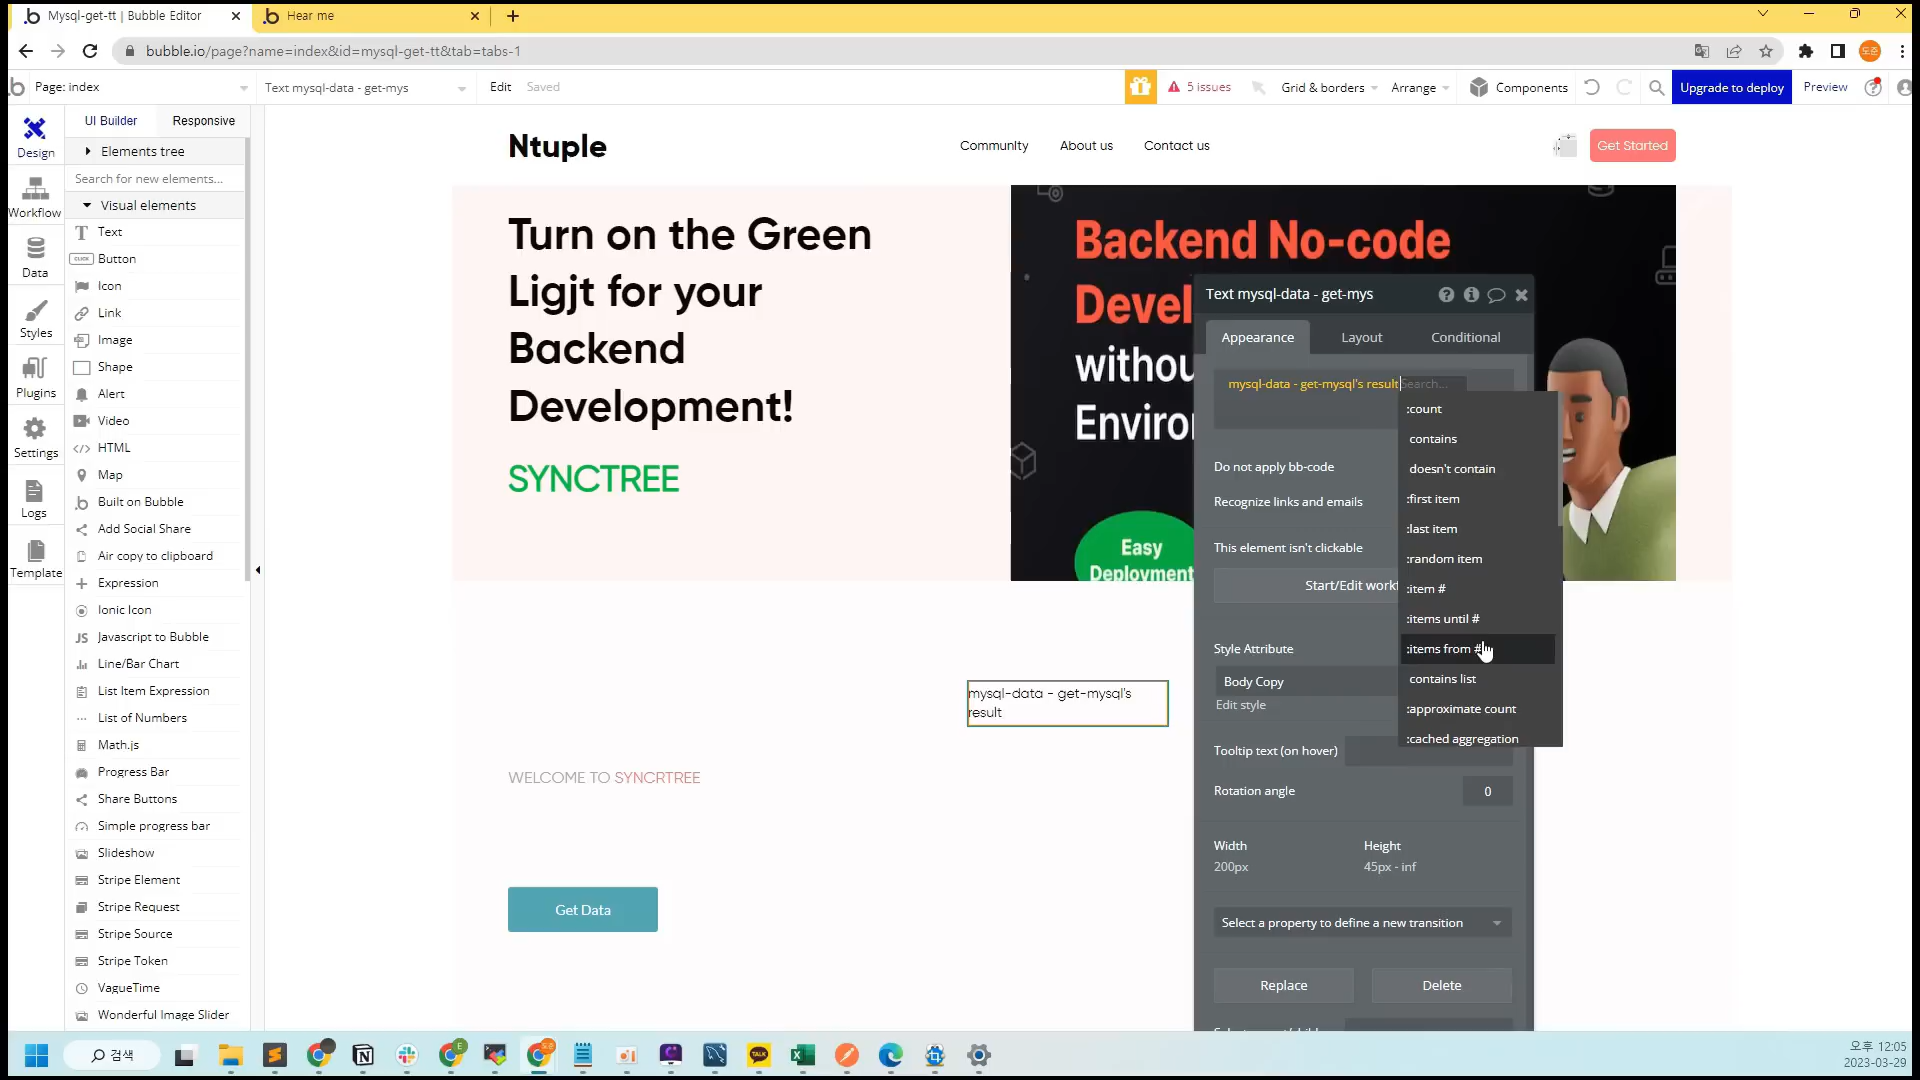 Mysql-get-tt | Bubble Editor
Hear me
bubble.io/page?name=index&id=mysql-get-tt&tab=tabs-1
도준
Page: index
Text mysql-data - get-mys
Edit
Saved
5 issues
Grid & borders
Arrange
Components
Upgrade to deploy
Preview
Design
Workflow
Data
Styles
Plugins
Settings
Logs
Template
UI Builder
Responsive
Elements tree
Search for new elements...
Visual elements
Text
CLICK
Button
Icon
Link
Image
Shape
Alert
Video
HTML
Map
Built on Bubble
Add Social Share
Air copy to clipboard
Expression
Ionic Icon
JS
Javascript to Bubble
Line/Bar Chart
List Item Expression
List of Numbers
Math.js
Progress Bar
Share Buttons
Simple progress bar
Slideshow
Stripe Element
Stripe Request
Stripe Source
Stripe Token
VagueTime
Wonderful Image Slider
Ntuple
Community
About us
Contact us
Get Started
Turn on the Green
Ligjt for your
Backend
Development!
SYNCTREE
Backend No-code
Devel
withou
Enviro
Easy
Deployment
mysql-data - get-mysql's
result
WELCOME TO SYNCRTREE
Get Data
Text mysql-data - get-mys
Appearance
Layout
Conditional
mysql-data - get-mysql's result
Search...
:count
contains
doesn't contain
:first item
:last item
:random item
:item #
:items until #
:items from #
contains list
:approximate count
:cached aggregation
Do not apply bb-code
Recognize links and emails
This element isn't clickable
Start/Edit workf
Style Attribute
Body Copy
Edit style
Tooltip text (on hover)
Rotation angle
0
Width
Height
200px
45px - inf
Select a property to define a new transition
Replace
Delete
검색
TALK
오후 12:05
2023-03-29